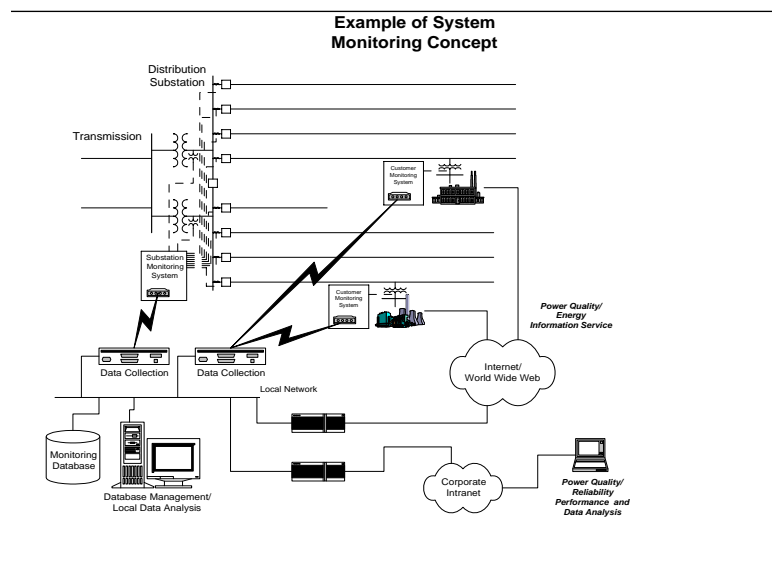 Example of System
Monitoring Concept
Distribution
Substation
Transmission
Customer
Monitoring
System
Substation
Monitoring
System
Customer
Monitoring
System
Power Quality/
Energy
Information Service
Data Collection
Data Collection
Internet/
World Wide Web
Local Network
Monitoring
Database
Database Management/
Local Data Analysis
Corporate
Intranet
Power Quality/
Reliability
Performance and
Data Analysis